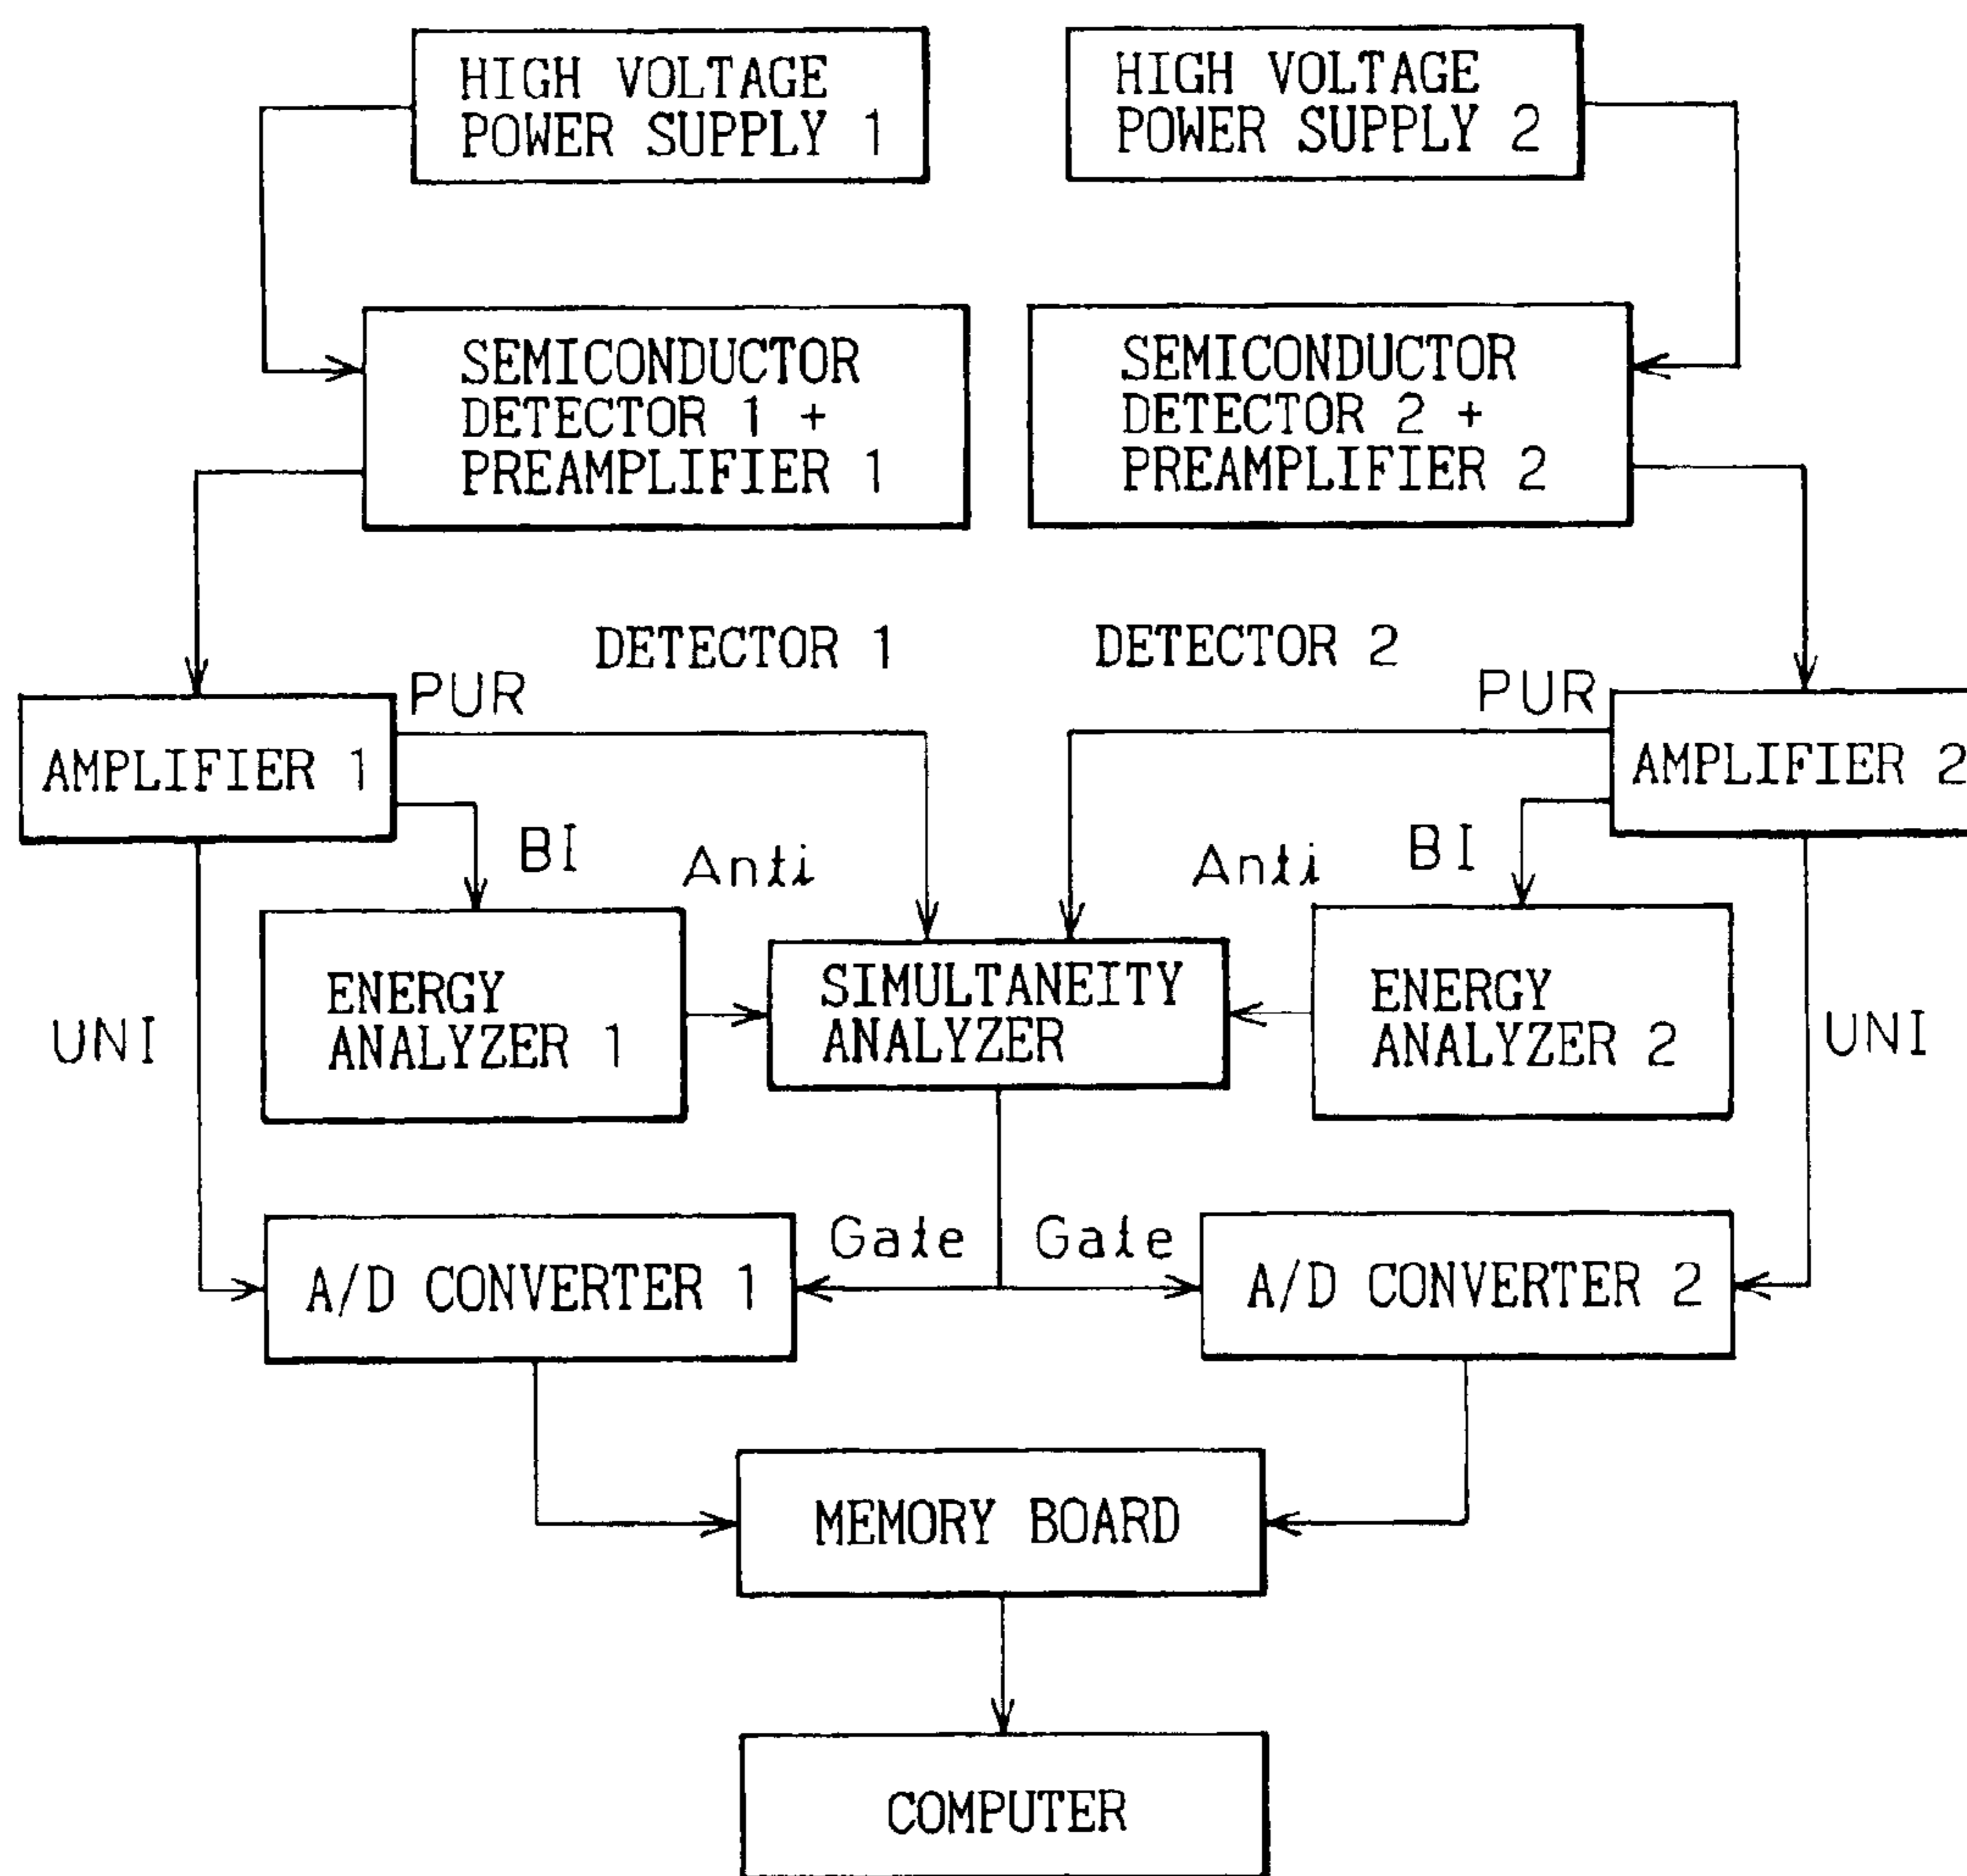 HIGH VOLTAGE
POWER SUPPLY 1
HIGH VOLTAGE
POWER SUPPLY 2
SEMICONDUCTOR
DETECTOR 1 +
PREAMPLIFIER 1
SEMICONDUCTOR
DETECTOR 2 +
PREAMPLIFIER 2
DETECTOR 1
DETECTOR 2
PUR
PUR
AMPLIFIER 1
AMPLIFIER 2
BI
Anti
Anti
BI
ENERGY
ANALYZER 1
SIMULTANEITY
ANALYZER
ENERGY
ANALYZER 2
UNI
UNI
Gate
Gate
A/D CONVERTER 1
A/D CONVERTER 2
MEMORY BOARD
COMPUTER